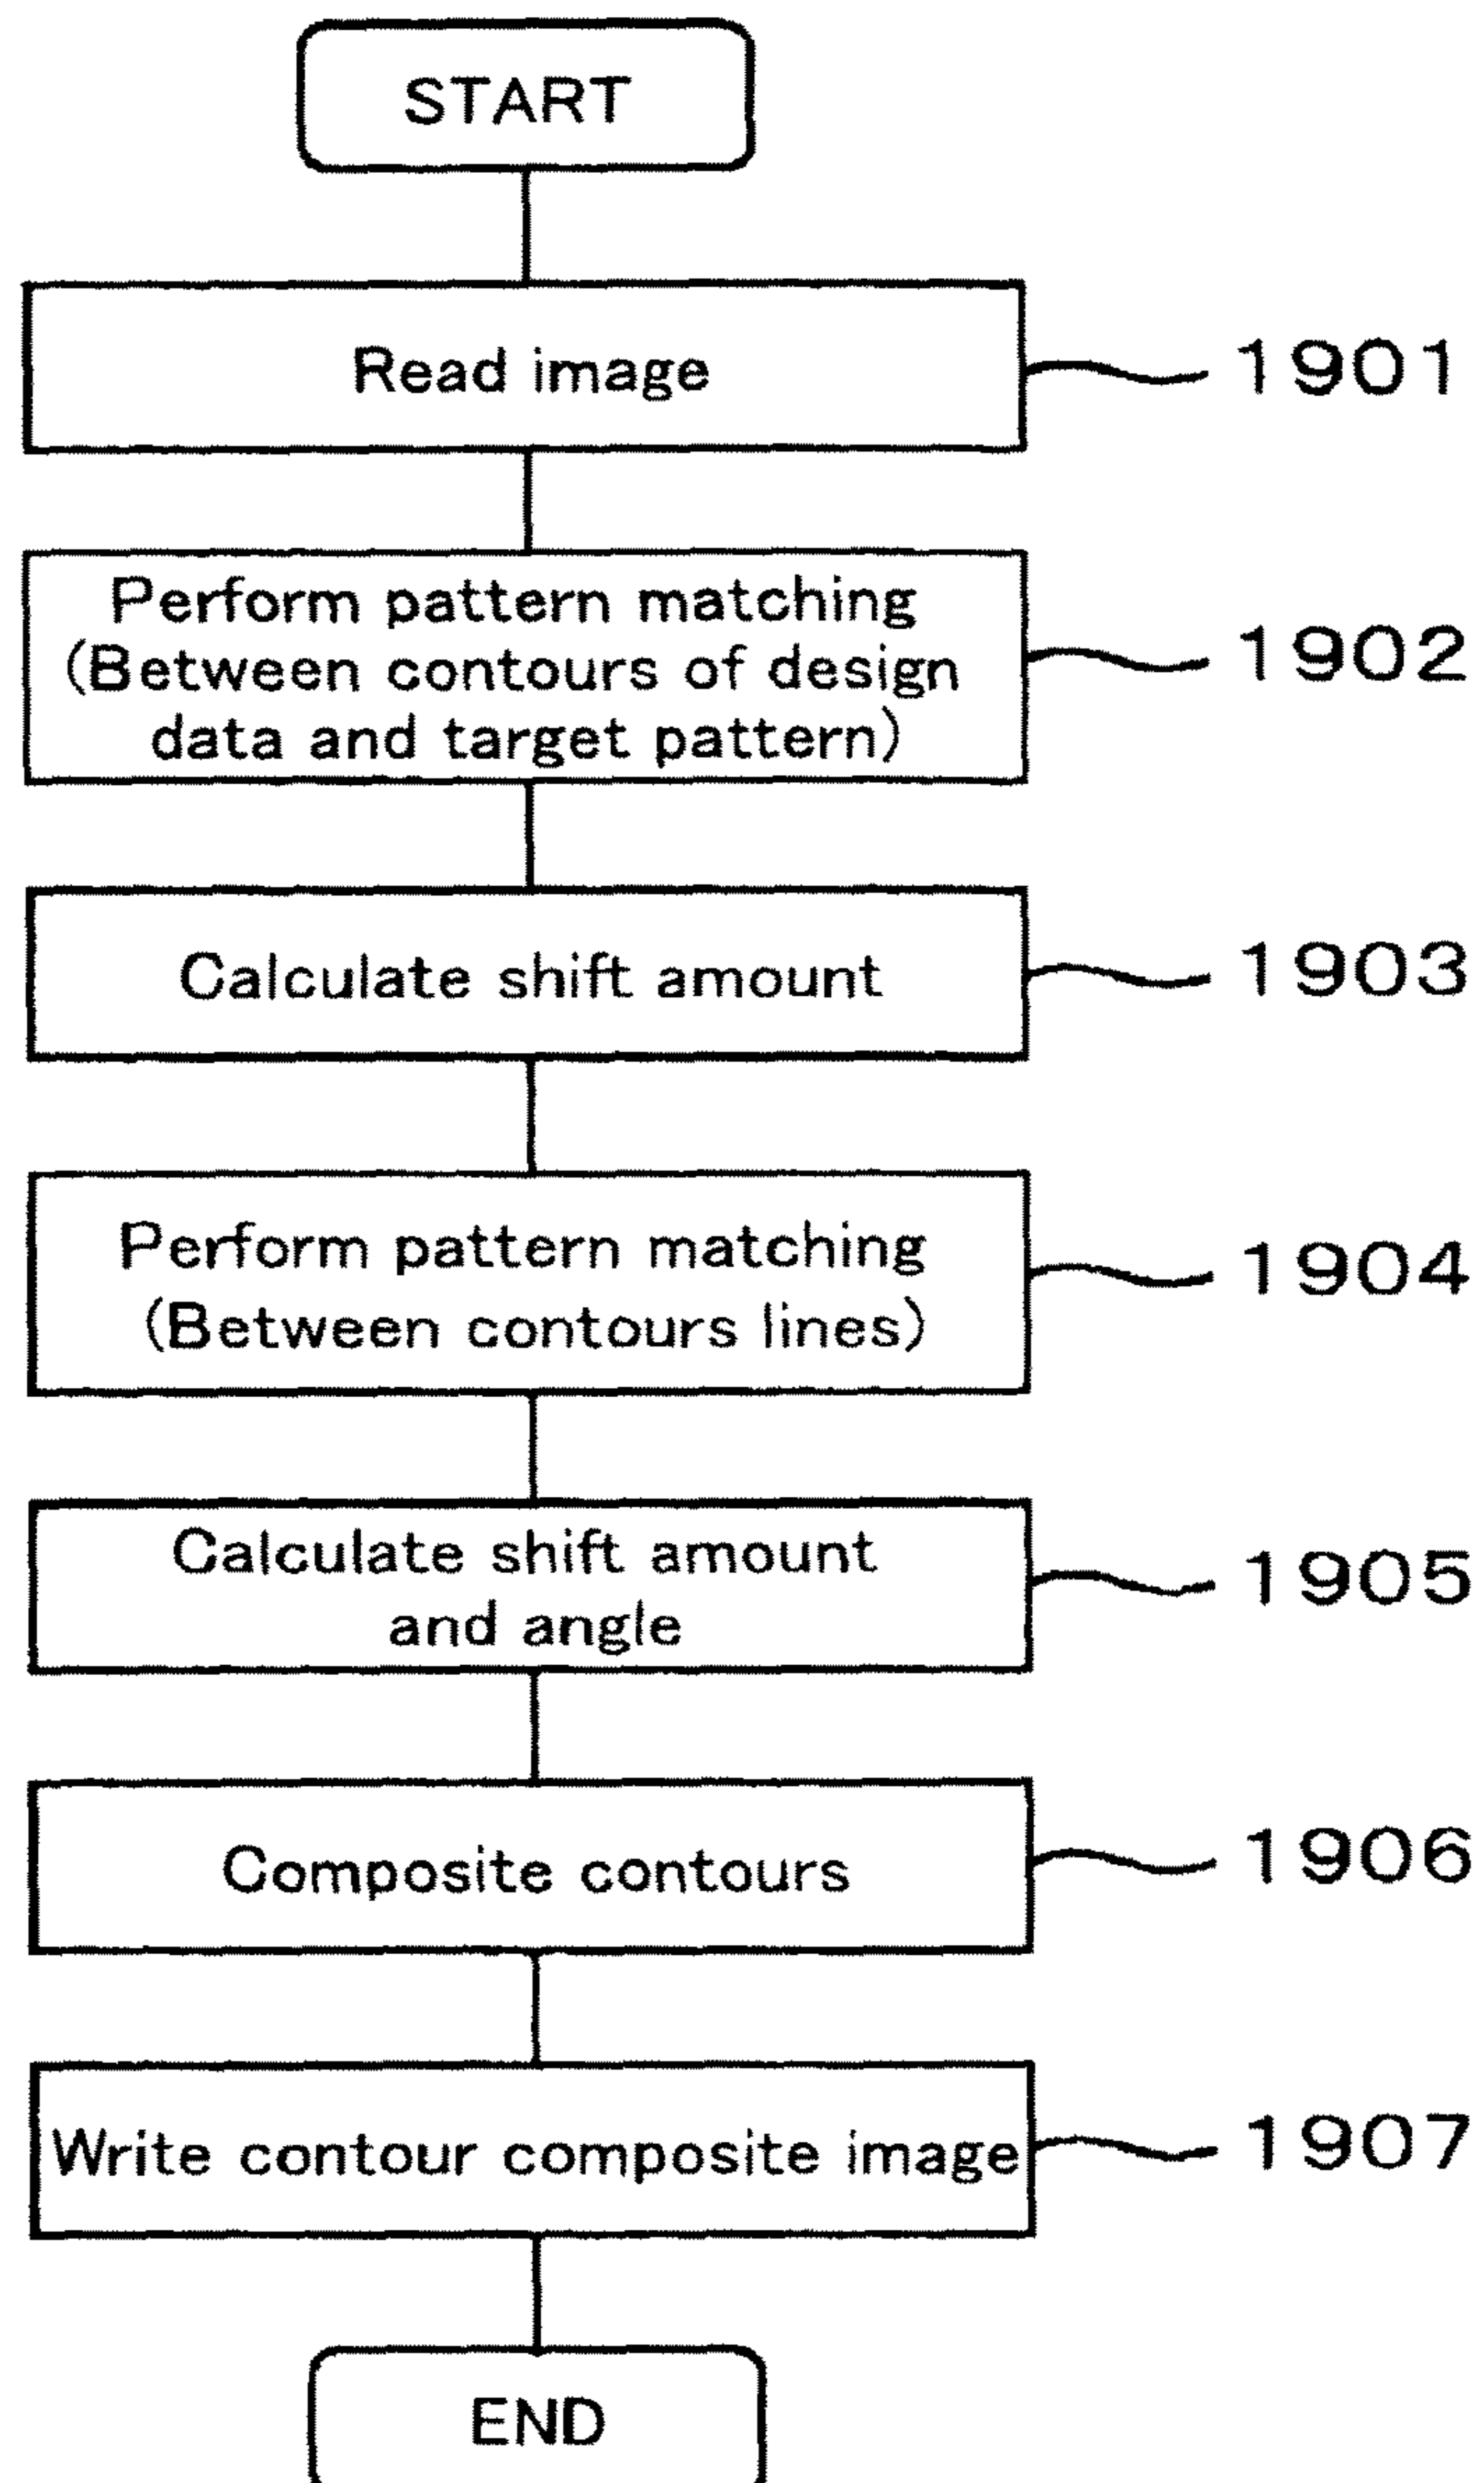 START
Read image
1901
Perform pattern matching
(Between contours of design
data and target pattern)
1902
Calculate shift amount
1903
Perform pattern matching
(Between contours lines)
1904
Calculate shift amount
and angle
1905
Composite contours
1906
Write contour composite image
1907
END